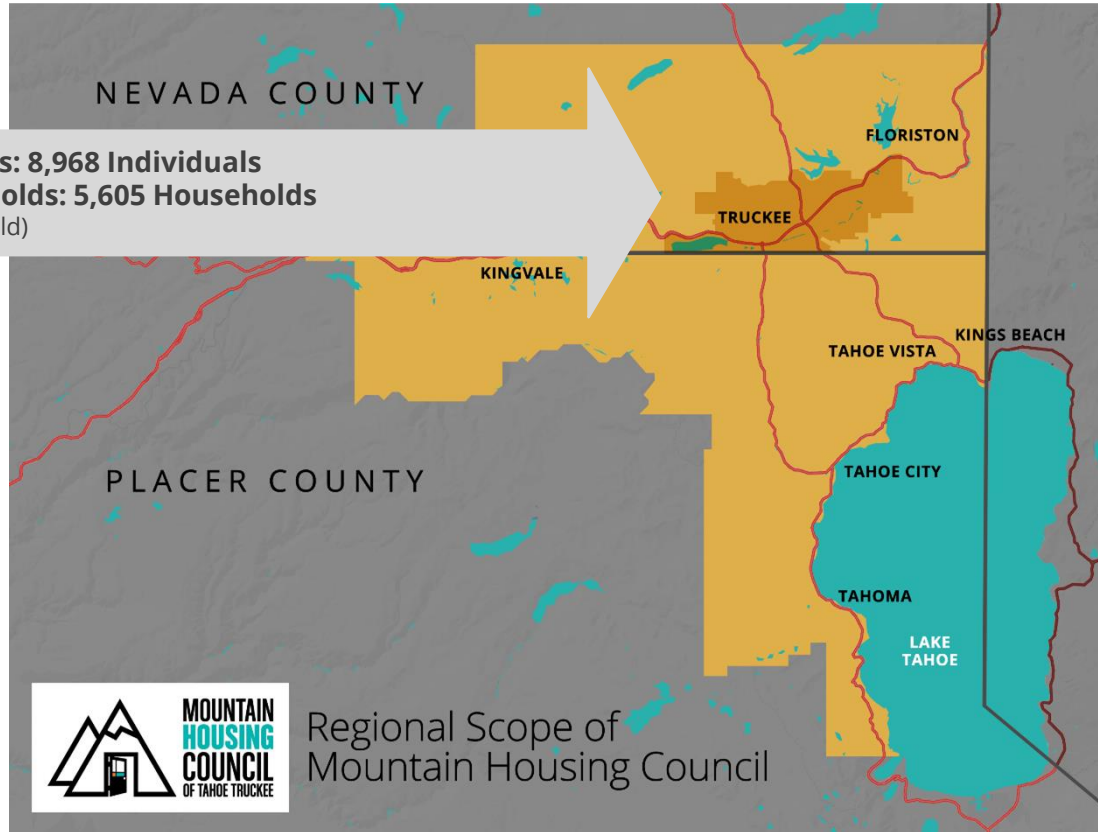 NEVADA COUNTY
FLORISTON
s: 8,968 Individuals
olds: 5,605 Households
ld)
TRUCKEE
KINGVALE
KINGS BEACH
TAHOE VISTA
TAHOE CITY
PLACER COUNTY
TAHOMA
LAKE
TAHOE
MOUNTAIN
HOUSING
COUNCIL
OF TAHOE TRUCKEE
Regional Scope of
Mountain Housing Council